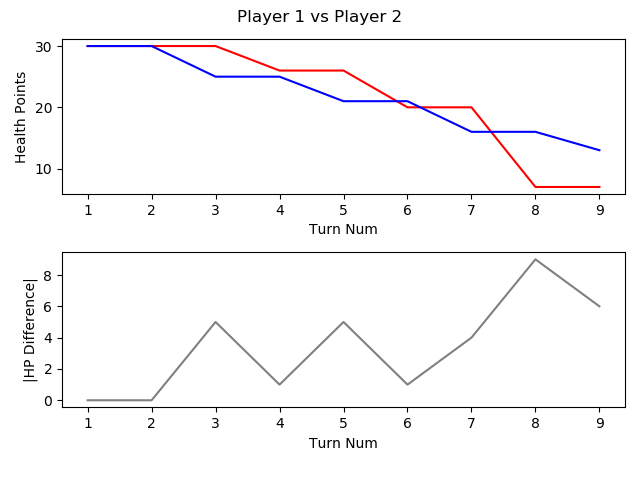 Player 1 vs Player 2
30
20
10
Health Points
1 2 3 4 5 6 7 8 9
Turn Num
8
6
4
2
0
|HP Difference|
1 2 3 4 5 6 7 8 9
Turn Num